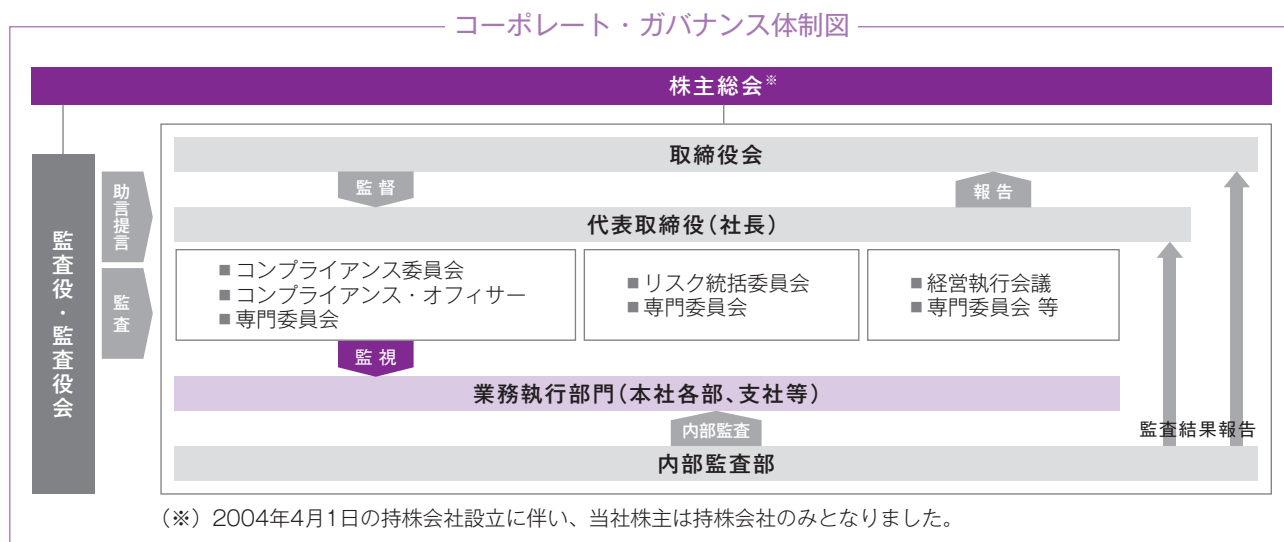 コーポレート・ガバナンス体制図
株主総会※
取締役会
監督
報告
助言提言
代表取締役(社長)
監査役・監査役会
監査
■コンプライアンス委員会
■コンプライアンス・オフィサー
■専門委員会
■リスク統括委員会
■専門委員会
■経営執行会議
■専門委員会 等
監視
業務執行部門(本社各部、支社等)
内部監査
監査結果報告
内部監査部
(※)2004年4月1日の持株会社設立に伴い、当社株主は持株会社のみとなりました。